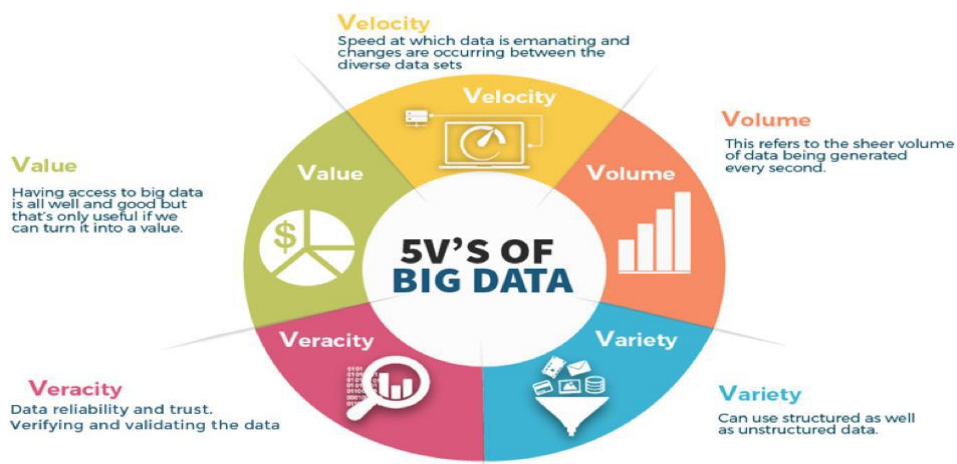 Velocity
Speed at which data is emanating and
changes are occurring between the
diverse data sets
Velocity
Volume
This refers to the sheer volume
of data being generated
every second.
Value
Having access to big data
is all well and good but
that's only useful if we
can turn it into a value.
Value
$
Volume
5V'S OF
BIG DATA
Veracity
Variety
Veracity
Data reliability and trust.
Verifying and validating the data
Variety
Can use structured as well
as unstructured data.